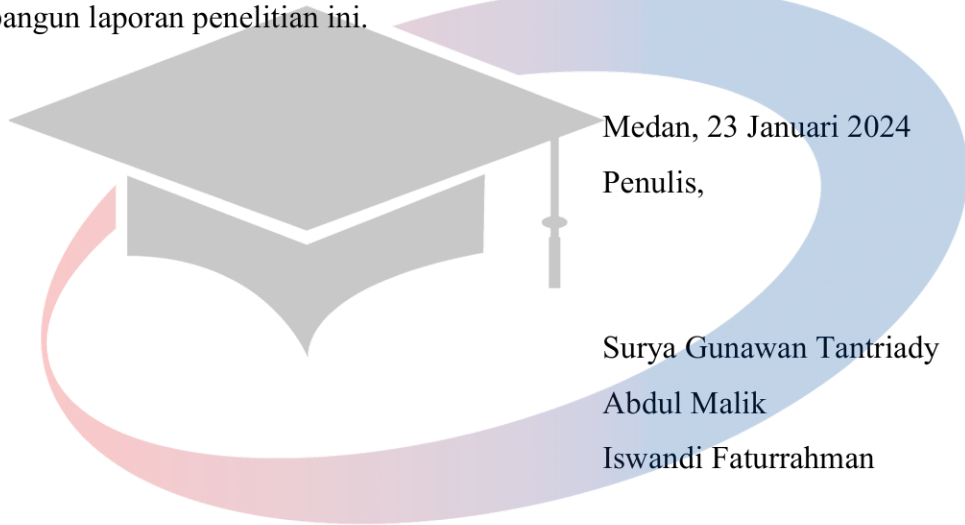 bangun laporan penelitian ini.
Medan, 23 Januari 2024
Penulis,
Surya Gunawan Tantriady
Abdul Malik
Iswandi Faturrahman